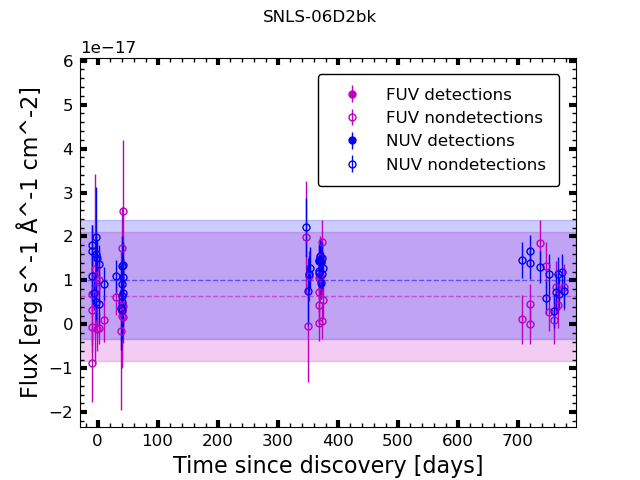 SNLS-06D2bk
1e−17
6
5
4
3
2
1
0
−1
−2
Flux [erg s^-1 Å^-1 cm^-2]
FUV detections
FUV nondetections
NUV detections
NUV nondetections
0 100 200 300 400 500 600 700
Time since discovery [days]